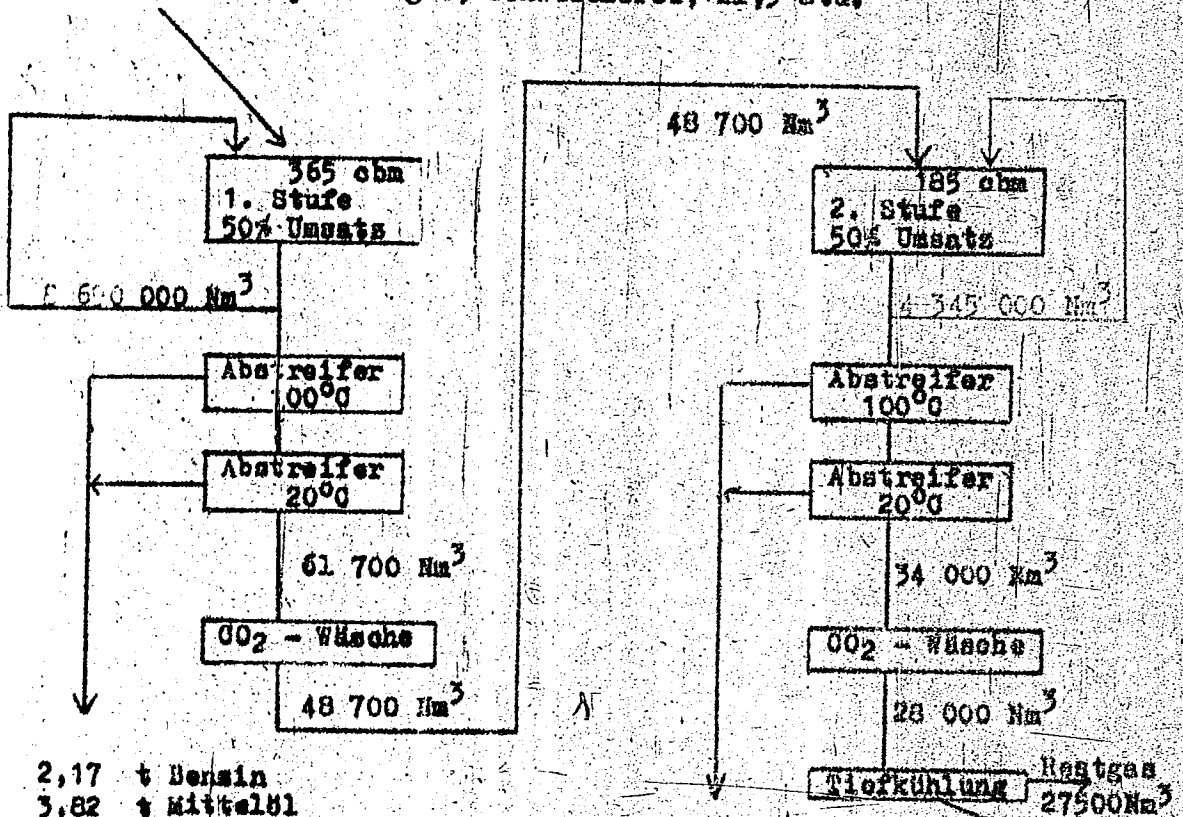 48 700 Nm³
365 cbm
1. Stufe
50% Umsatz
185 cbm
2. Stufe
50% Umsatz
000 Nm³
4 345 000 Nm³
Abstreifer
00°C
Abstreifer
100°C
Abstreifer
20°C
Abstreifer
20°C
61 700 Nm³
34 000 Nm³
CO₂ - Wäsche
CO₂ - Wäsche
48 700 Nm³
28 000 Nm³
2,17 t Benzin
3,82 t Mittelöl
Tiefkühlung
Restgas
27500Nm³